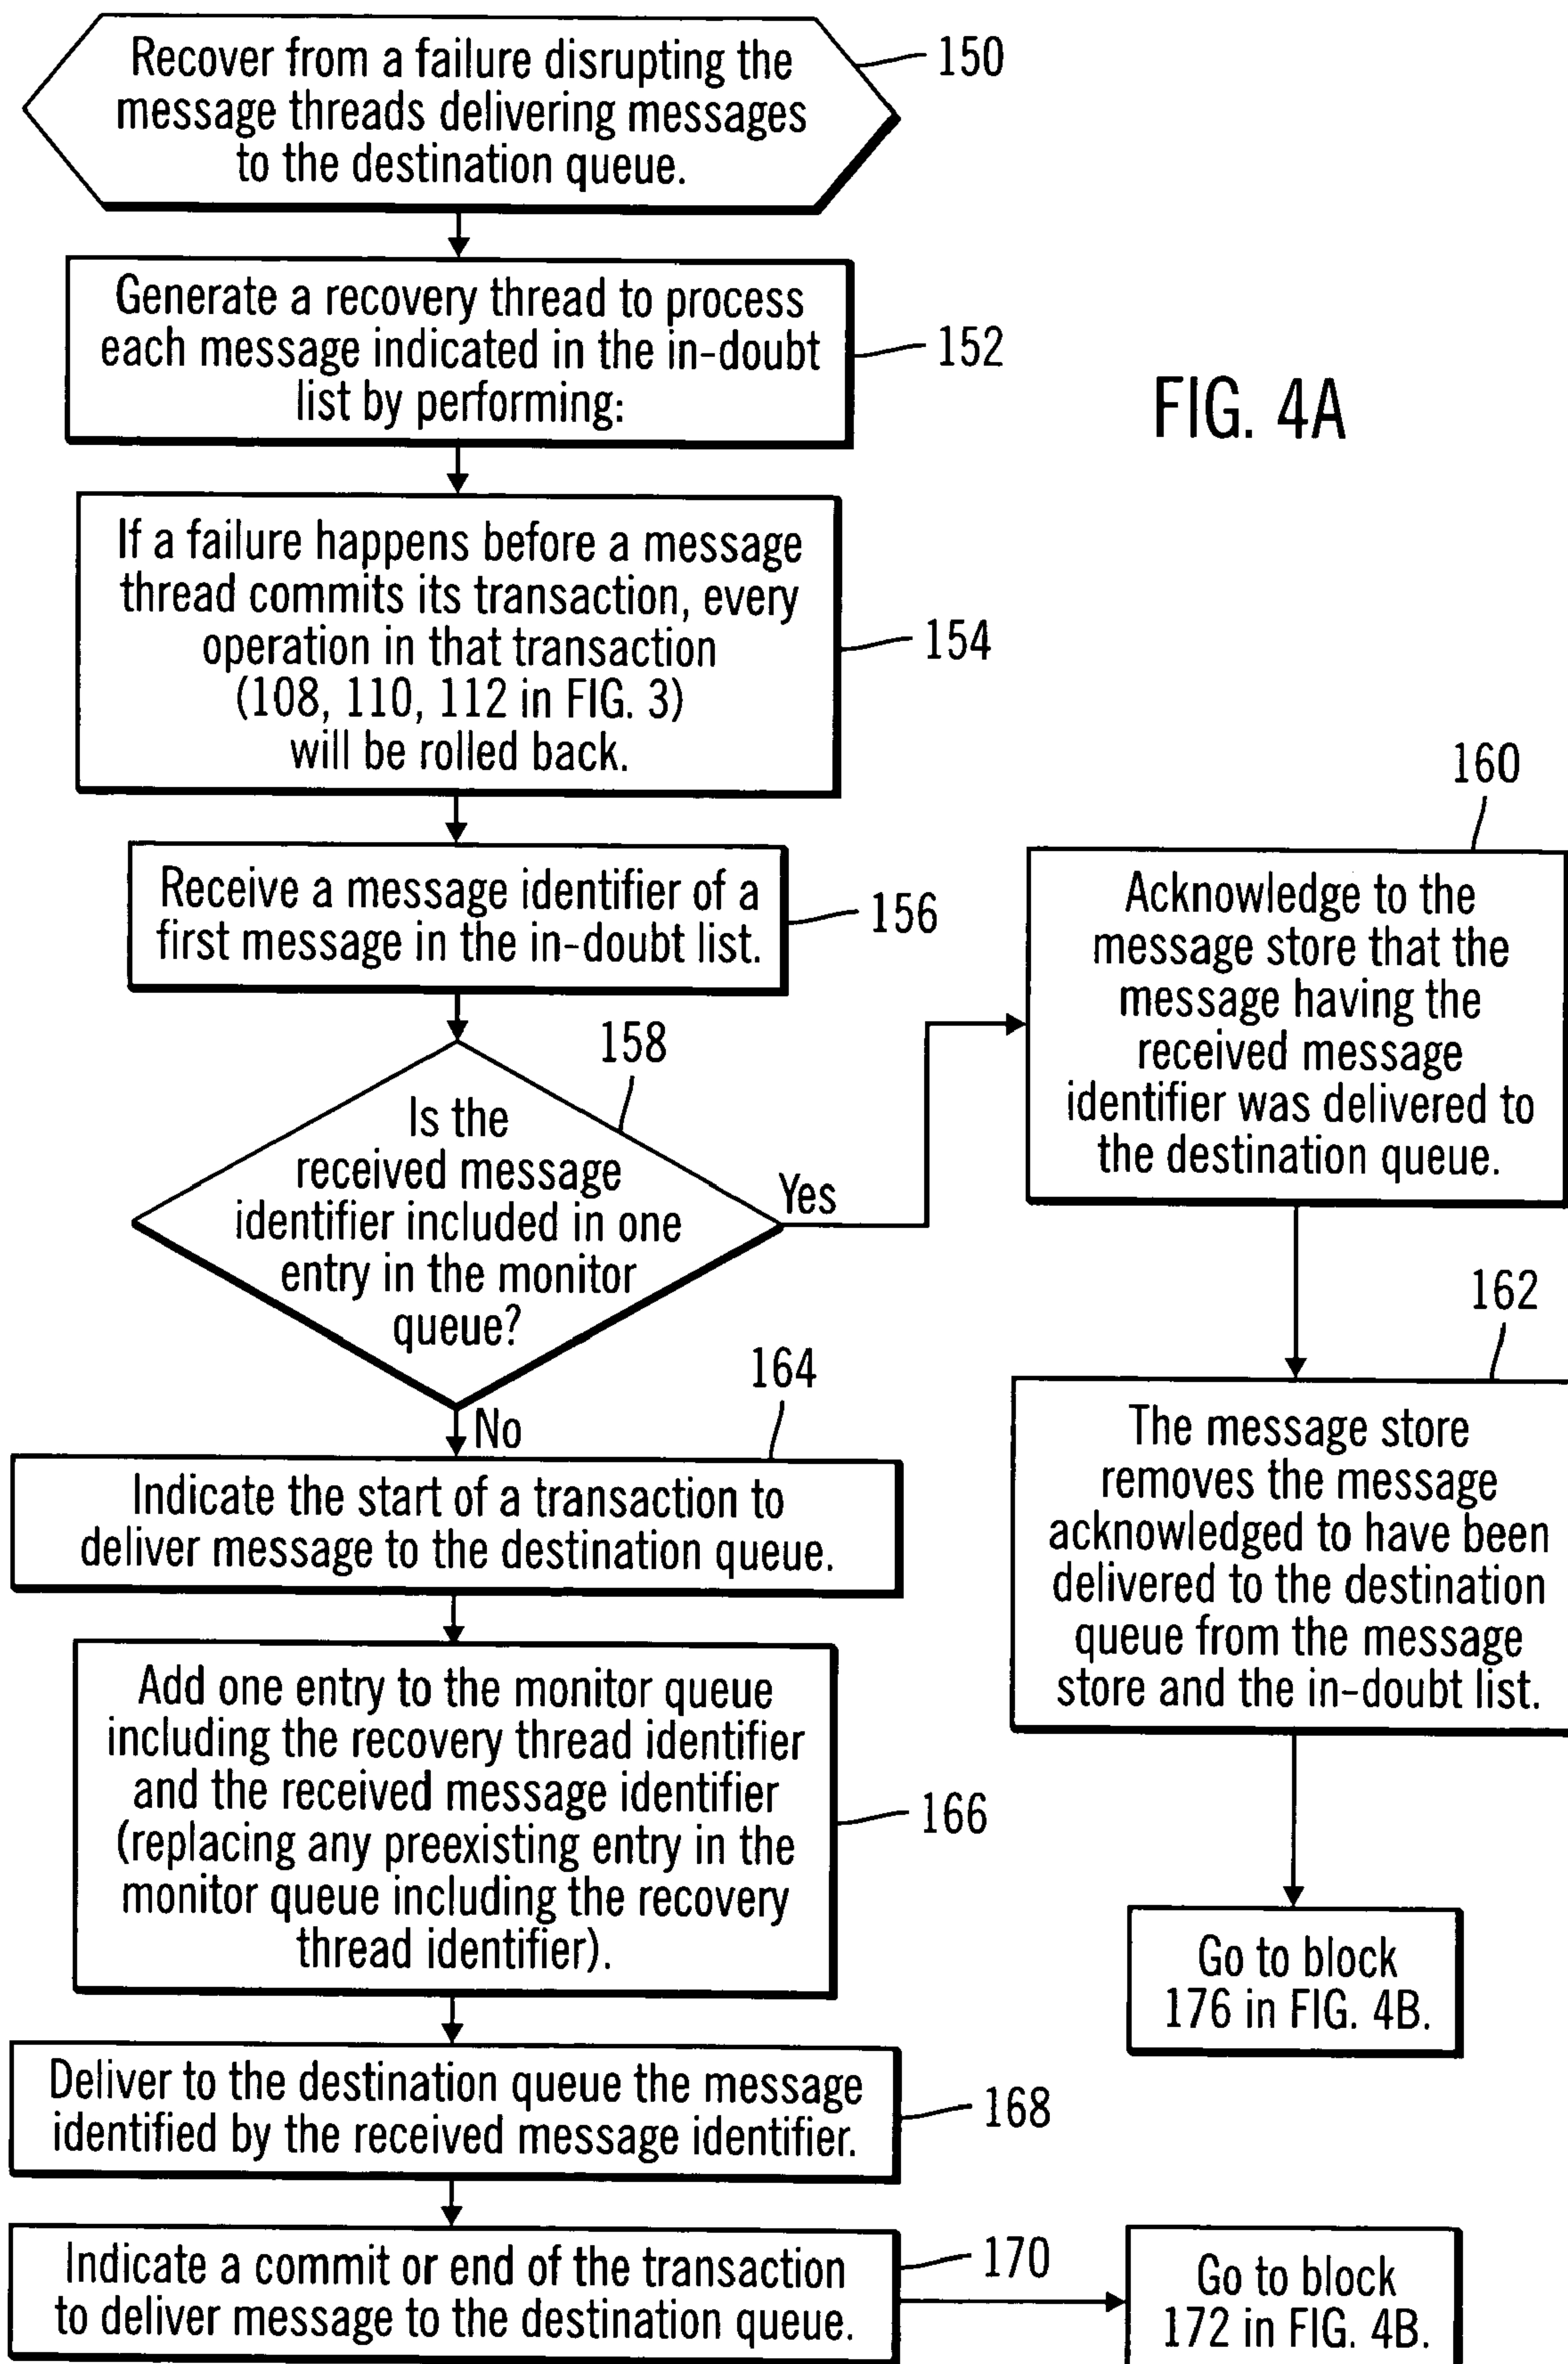 Recover from a failure disrupting the
message threads delivering messages
to the destination queue.
150
Generate a recovery thread to process
each message indicated in the in-doubt
list by performing:
152
FIG. 4A
If a failure happens before a message
thread commits its transaction, every
operation in that transaction
(108, 110, 112 in FIG. 3)
will be rolled back.
154
Receive a message identifier of a
first message in the in-doubt list.
156
158
Is the
received message
identifier included in one
entry in the monitor
queue?
Yes
No
160
Acknowledge to the
message store that the
message having the
received message
identifier was delivered to
the destination queue.
162
The message store
removes the message
acknowledged to have been
delivered to the destination
queue from the message
store and the in-doubt list.
Go to block
176 in FIG. 4B.
164
Indicate the start of a transaction to
deliver message to the destination queue.
Add one entry to the monitor queue
including the recovery thread identifier
and the received message identifier
(replacing any preexisting entry in the
monitor queue including the recovery
thread identifier).
166
Deliver to the destination queue the message
identified by the received message identifier.
168
Indicate a commit or end of the transaction
to deliver message to the destination queue.
170
Go to block
172 in FIG. 4B.